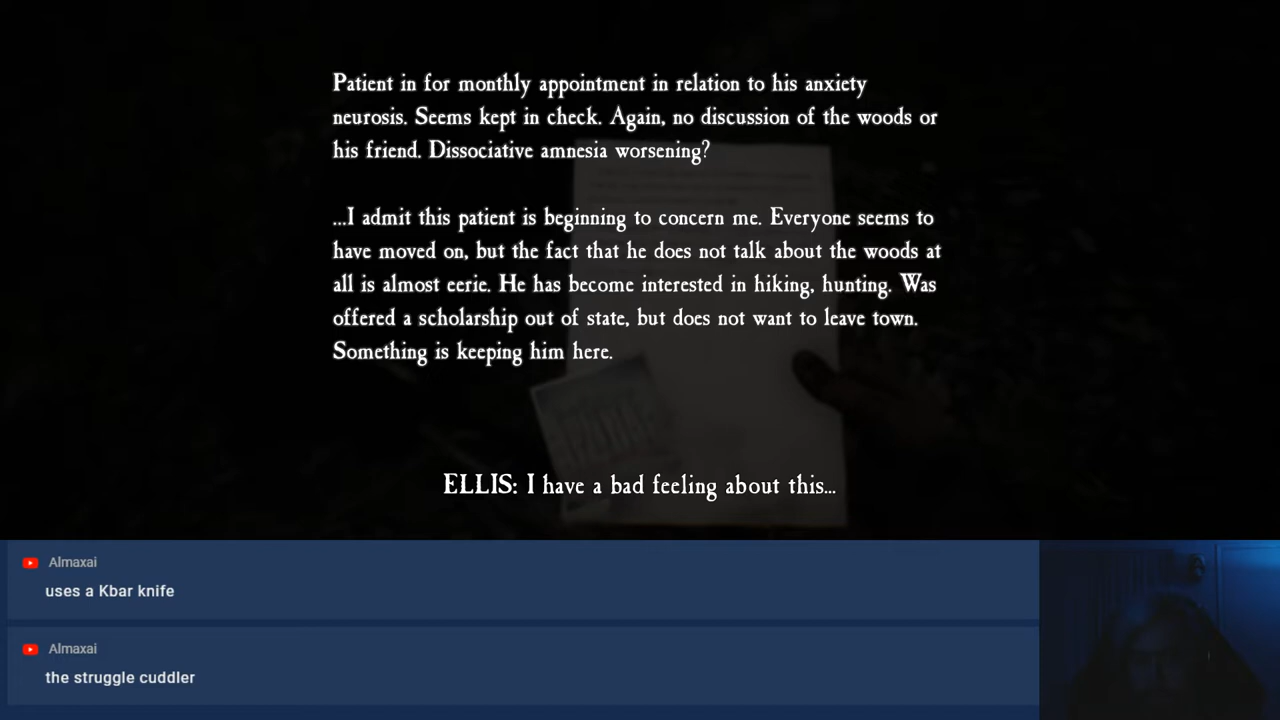 Patient in for monthly appointment in relation to his anxiety
neurosis. Seems kept in check. Again, no discussion of the woods or
his friend. Dissociative amnesia worsening?
...I admit this patient is beginning to concern me. Everyone seems to
have moved on, but the fact that he does not talk about the woods at
all is almost eerie. He has become interested in hiking, hunting. Was
offered a scholarship out of state, but does not want to leave town.
Something is keeping him here.
ELLIS: I have a bad feeling about this...
Almaxai
uses a Kbar knife
Almaxai
the struggle cuddler